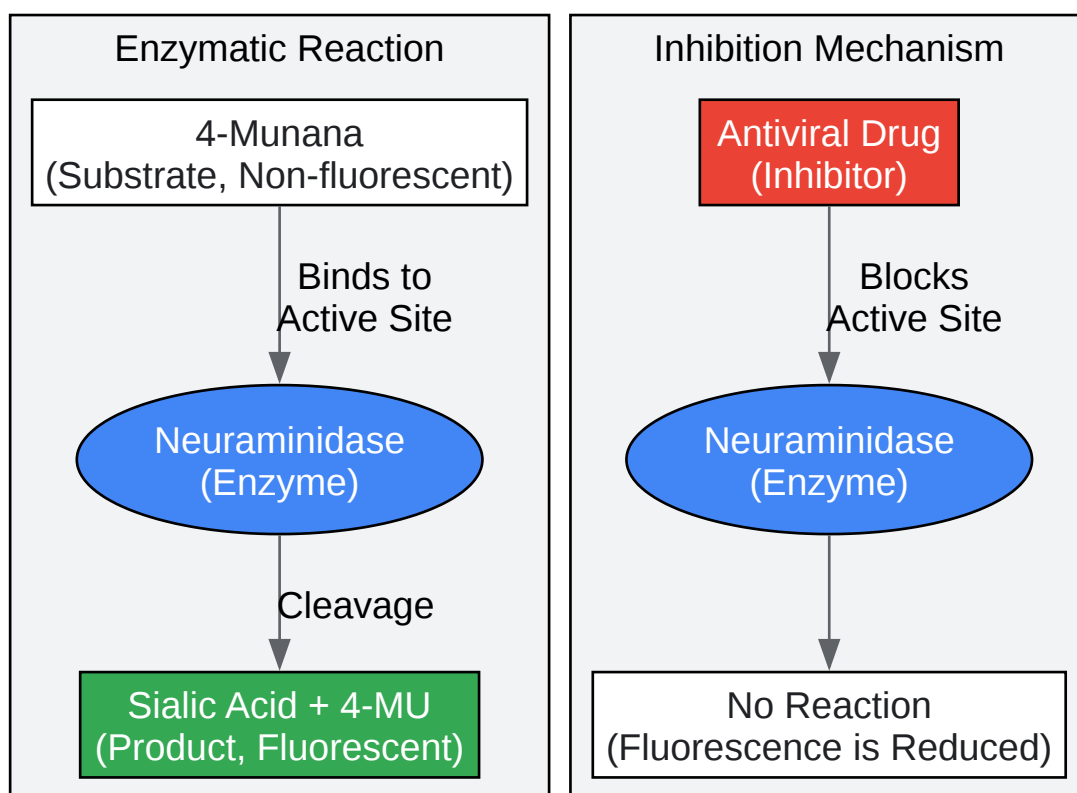 Enzymatic Reaction
4-Munana
(Substrate, Non-fluorescent)
Binds to
Active Site
Neuraminidase
(Enzyme)
Cleavage
Sialic Acid + 4-MU
(Product, Fluorescent)
Inhibition Mechanism
Antiviral Drug
(Inhibitor)
Blocks
Active Site
Neuraminidase
(Enzyme)
No Reaction
(Fluorescence is Reduced)